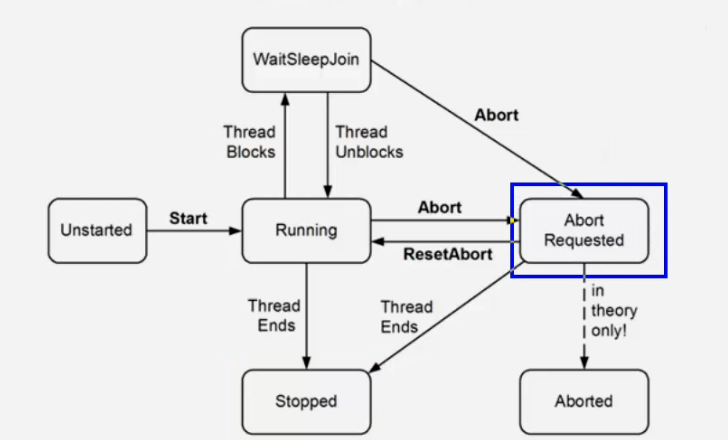 WaitSleepJoin
Abort
Thread
Blocks
Thread
Unblocks
Unstarted
Start
Running
Abort
ResetAbort
Abort
Requested
Thread
Ends
Thread
Ends
in
theory
only!
Stopped
Aborted